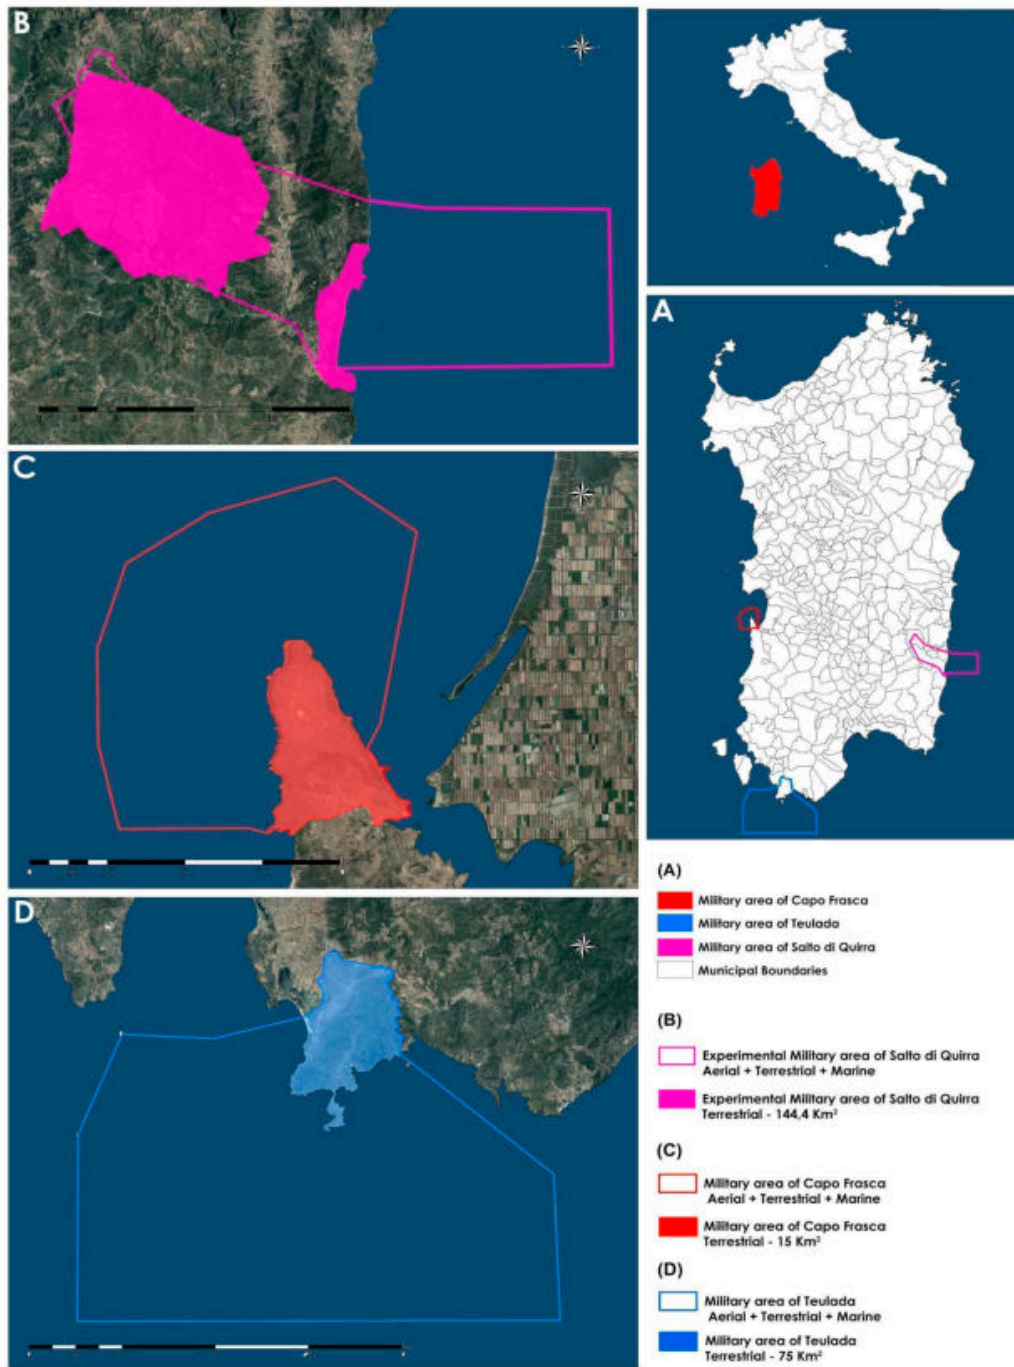 B
A
C
D
(A)
Military area of Capo Frasca
Military area of Teulada
Military area of Salto di Quirra
Municipal Boundaries
(B)
Experimental Military area of Salto di Quirra
Aerial + Terrestrial + Marine
Experimental Military area of Salto di Quirra
Terrestrial - 144,4 Km²
(C)
Military area of Capo Frasca
Aerial + Terrestrial + Marine
Military area of Capo Frasca
Terrestrial - 15 Km²
(D)
Military area of Teulada
Aerial + Terrestrial + Marine
Military area of Teulada
Terrestrial - 75 Km²